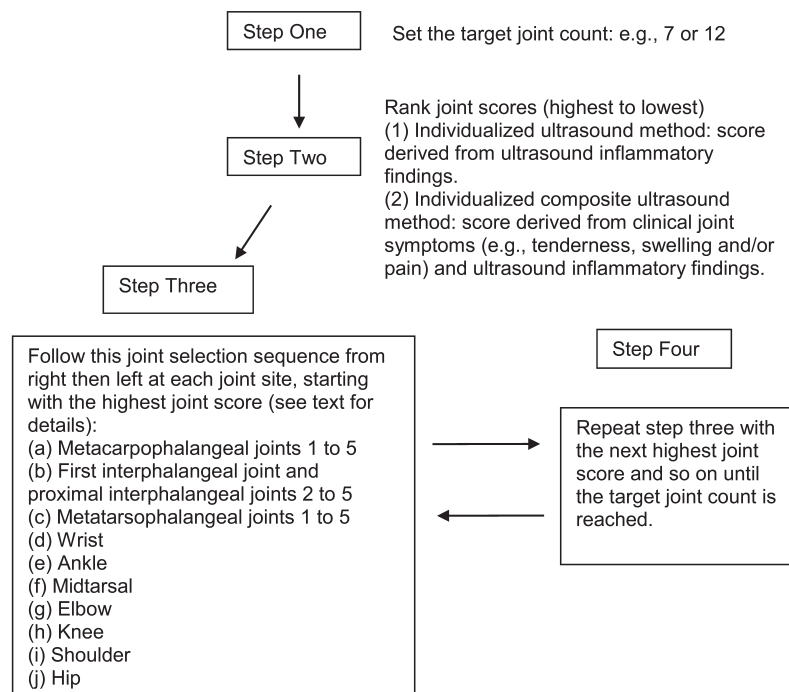 Step One
Set the target joint count: e.g., 7 or 12
Step Two
Rank joint scores (highest to lowest)
(1) Individualized ultrasound method: score
derived from ultrasound inflammatory
findings.
(2) Individualized composite ultrasound
method: score derived from clinical joint
symptoms (e.g., tenderness, swelling and/or
pain) and ultrasound inflammatory findings.
Step Three
Follow this joint selection sequence from
right then left at each joint site, starting
with the highest joint score (see text for
details):
(a) Metacarpophalangeal joints 1 to 5
(b) First interphalangeal joint and
proximal interphalangeal joints 2 to 5
(c) Metatarsophalangeal joints 1 to 5
(d) Wrist
(e) Ankle
(f) Midtarsal
(g) Elbow
(h) Knee
(i) Shoulder
(j) Hip
Step Four
Repeat step three with
the next highest joint
score and so on until
the target joint count is
reached.